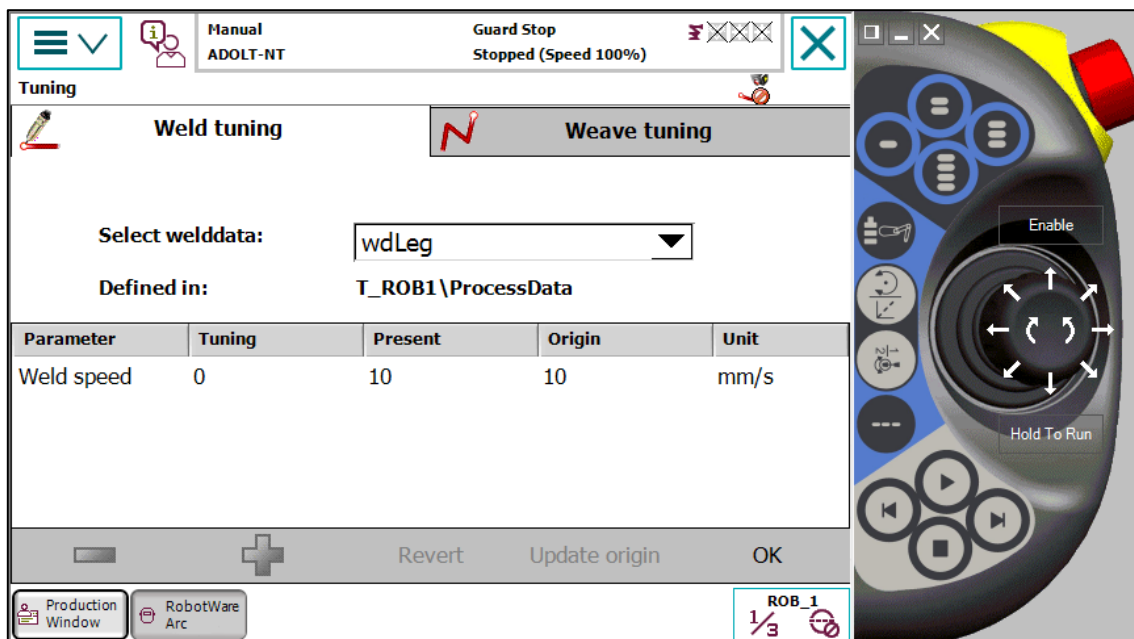 Manual
ADOLT-NT
Guard Stop
Stopped (Speed 100%)
Tuning
Weld tuning
Weave tuning
Select welddata:
wdLeg
Defined in:
T_ROB1\ProcessData
Parameter Tuning Present Origin Unit
Weld speed 0 10 10 mm/s
Revert Update origin OK
Production
Window
RobotWare
Arc
ROB_1
1/3
Enable
1/2
Hold To Run